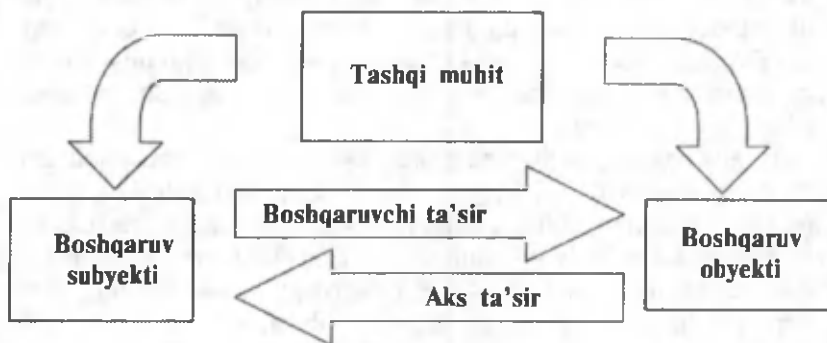 Tashqi muhit
Boshqaruvchi ta'sir
Boshqaruv
subyekti
Boshqaruv
obyekti
Aks ta'sir